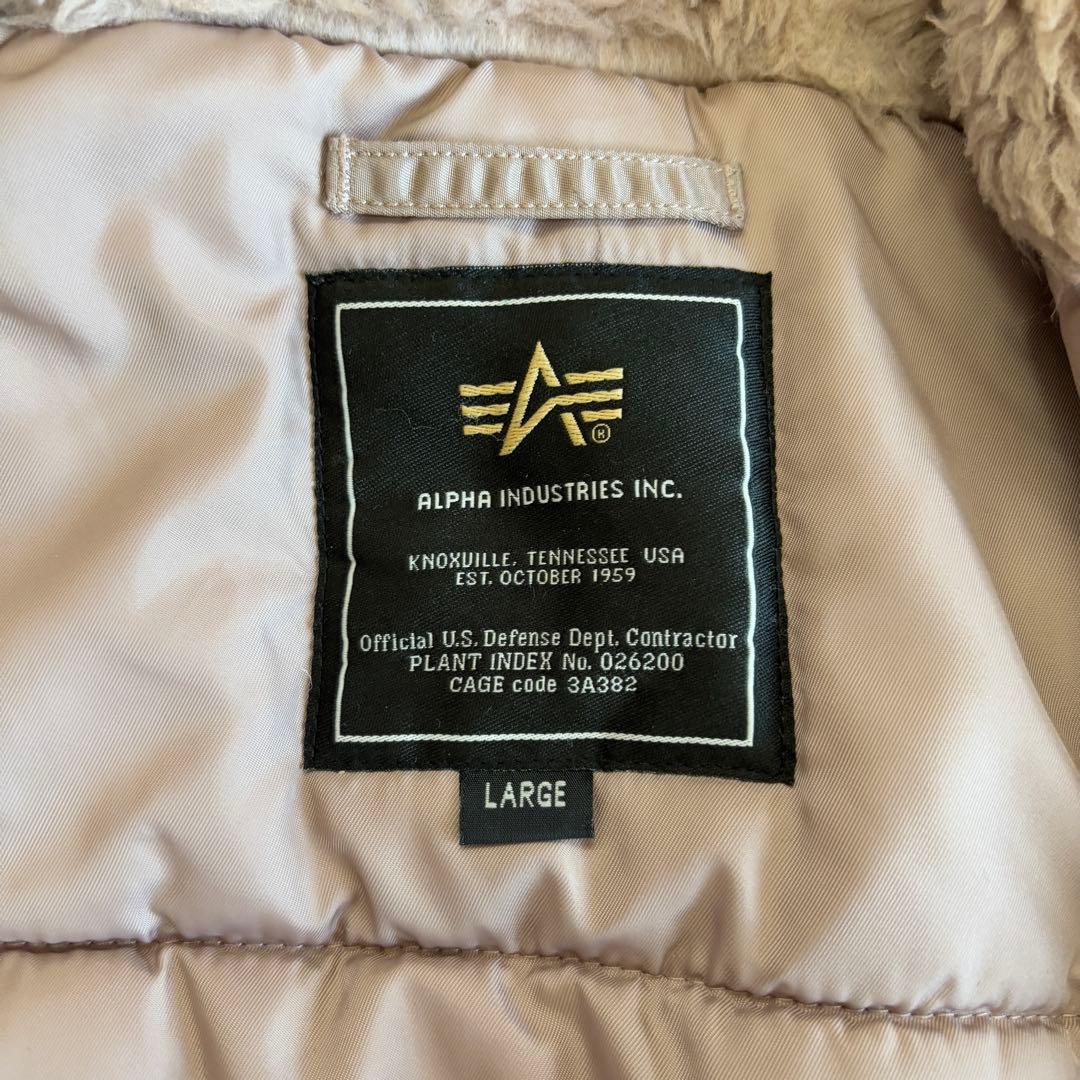 ALPHA INDUSTRIES INC.
KNOXVILLE, TENNESSEE USA
EST. OCTOBER 1959
Official U.S. Defense Dept. Contractor
PLANT INDEX No. 026200
CAGE code 3A382
LARGE